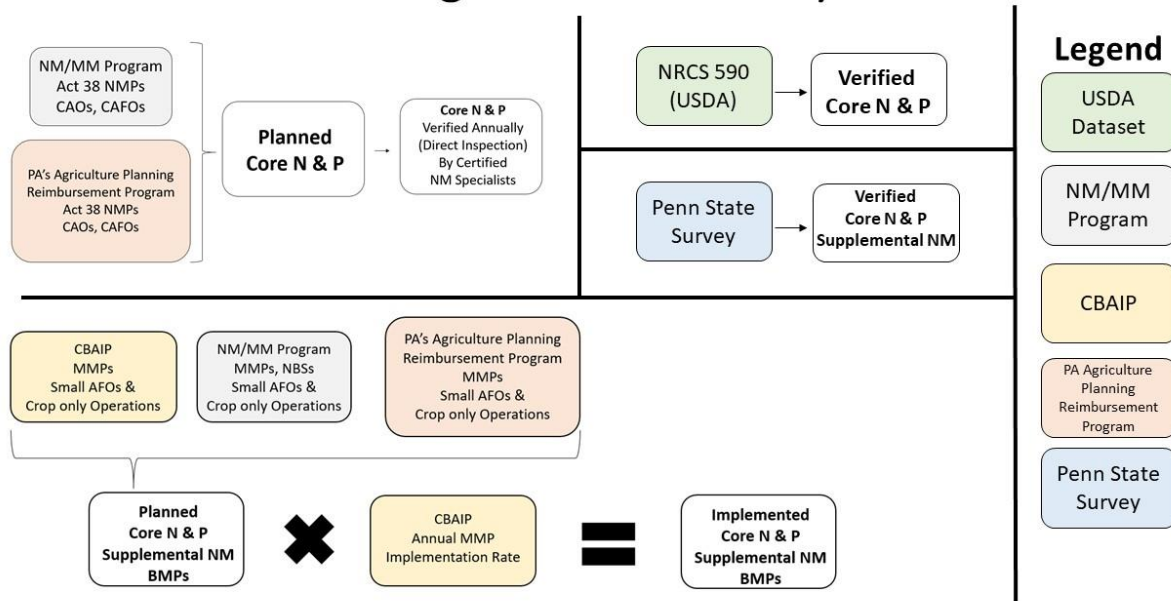 NM/MM Program
Act 38 NMPs
CAOs, CAFOs
PA's Agriculture Planning
Reimbursement Program
Act 38 NMPs
CAOs, CAFOs
Planned
Core N & P
Core N & P
Verified Annually
(Direct Inspection)
By Certified
NM Specialists
NRCS 590
(USDA)
Verified
Core N & P
Penn State
Survey
Verified
Core N & P
Supplemental NM
CBAIP
MMPs
Small AFOs &
Crop only Operations
NM/MM Program
MMPs, NBSs
Small AFOs &
Crop only Operations
PA's Agriculture Planning
Reimbursement Program
MMPs
Small AFOs &
Crop only Operations
Planned
Core N & P
Supplemental NM
BMPs
CBAIP
Annual MMP
Implementation Rate
Implemented
Core N & P
Supplemental NM
BMPs
Legend
USDA
Dataset
NM/MM
Program
CBAIP
PA Agriculture
Planning
Reimbursement
Program
Penn State
Survey